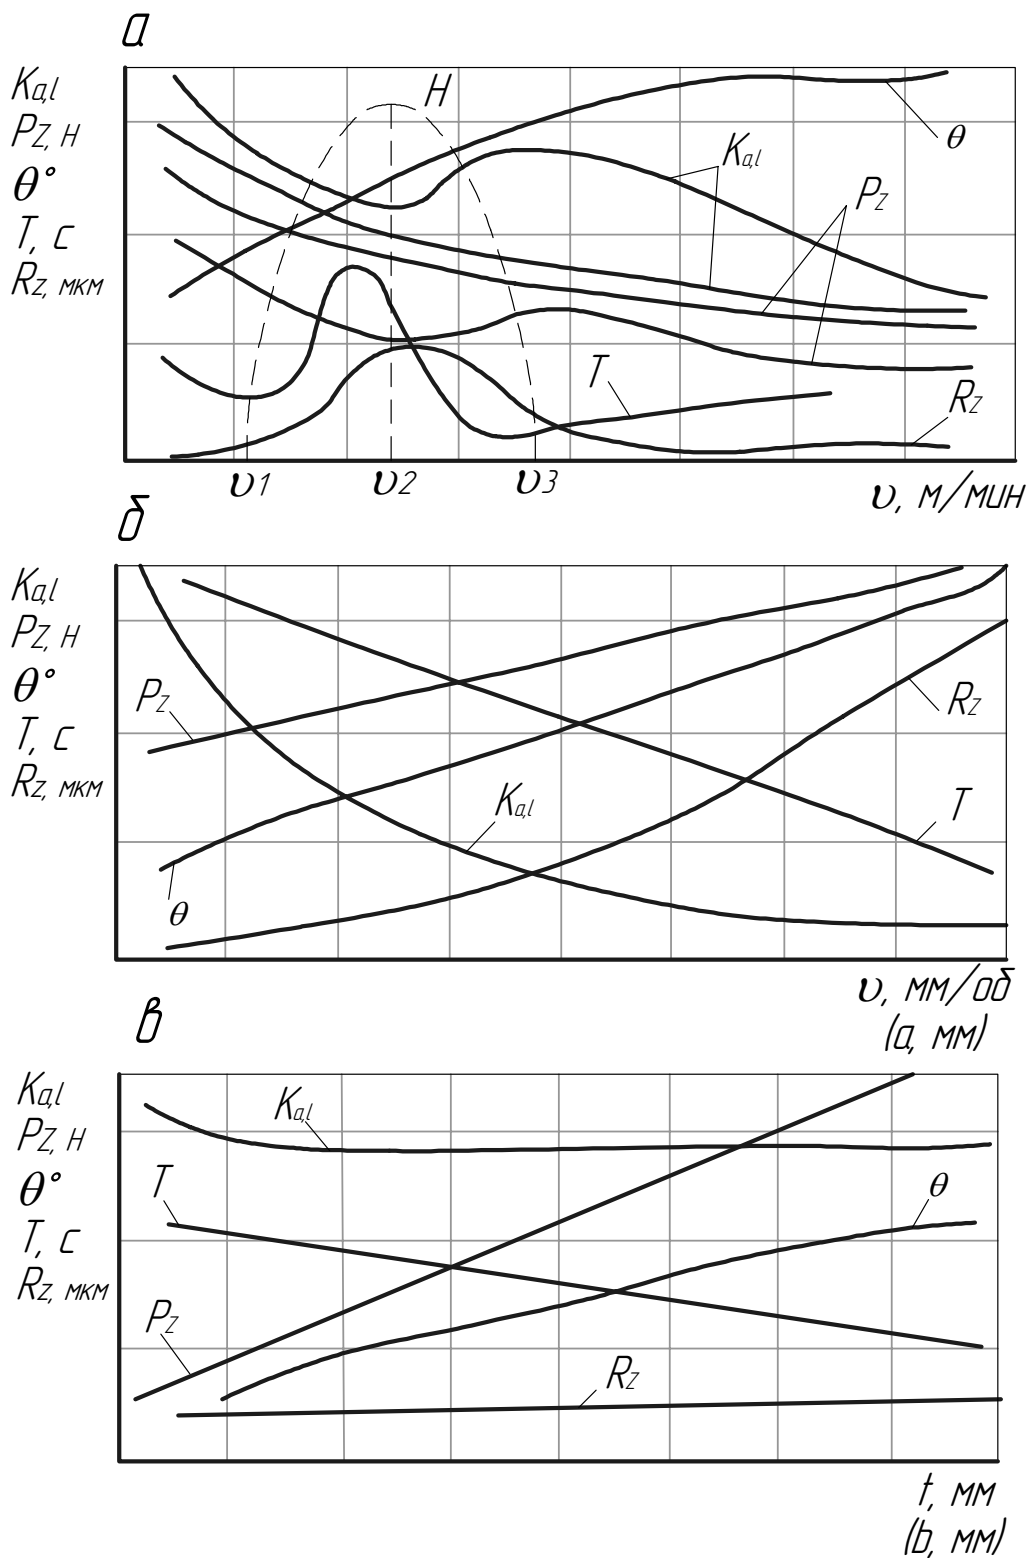 а
Ka,l
PZ, Н
θ°
T, с
RZ, мкм
H
θ
Ka,l
PZ
T
RZ
υ1 υ2 υ3
υ, м/мин
б
Ka,l
PZ, Н
θ°
T, с
RZ, мкм
PZ
RZ
Ka,l
T
θ
υ, мм/об
(a, мм)
в
Ka,l
PZ, Н
θ°
T, с
RZ, мкм
Ka,l
T
θ
PZ
RZ
t, мм
(b, мм)